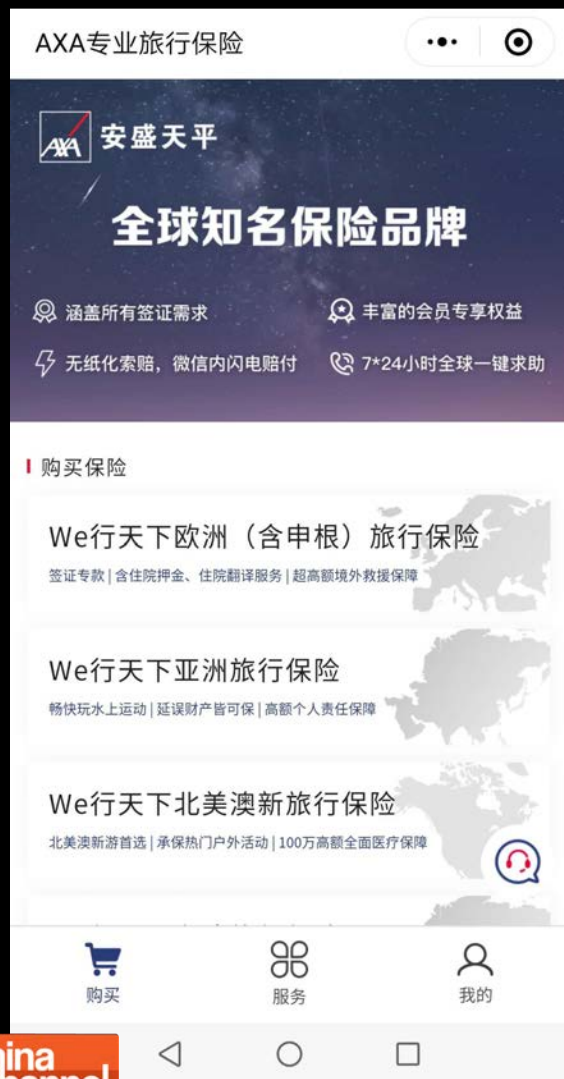 AXA专业旅行保险
AXA 安盛天平
全球知名保险品牌
涵盖所有签证需求
丰富的会员专享权益
无纸化索赔，微信内闪电赔付
7*24小时全球一键求助
购买保险
We行天下欧洲（含申根）旅行保险
签证专款|含住院押金、住院翻译服务|超高额境外救援保障
We行天下亚洲旅行保险
畅快玩水上运动|延误财产皆可保|高额个人责任保障
We行天下北美澳新旅行保险
北美澳新游首选|承保热门户外活动|100万高额全面医疗保障
购买
服务
我的
ina